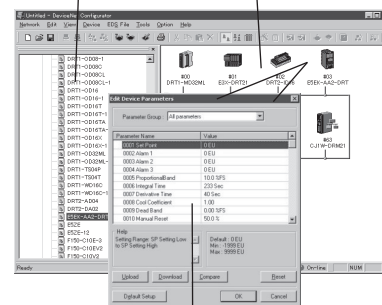 Untitled - DeviceNet Configurator
Network Edit View Device EDS File Tools Option Help
DRT1-OD08-1
DRT1-OD08C
DRT1-OD08CL
DRT1-OD08CL-1
DRT1-OD16
DRT1-OD16-1
DRT1-OD16T
DRT1-OD16T-1
DRT1-OD16TA
DRT1-OD16TA-
DRT1-OD16X
DRT1-OD16X-1
DRT1-OD32ML
DRT1-OD32ML-
DRT1-TS04P
DRT1-TS04T
DRT1-WD16C
DRT1-WD16C-1
DRT2-AD04
DRT2-DA02
E5EK-AA2-DRT
E5ZE
E5ZE-12
F150-C10E-3
F150-C10EV2
F150-C10V2
#00
DRT1-MD32ML
#01
E3X-DRT21
#02
#03
E5EK-AA2-DRT
#63
CJ1W-DRM21
Edit Device Parameters
Parameter Group : All parameters
Parameter Name Value
0001 Set Point 0 EU
0002 Alarm 1 0 EU
0003 Alarm 2 0 EU
0004 Alarm 3 0 EU
0005 ProportionalBand 10.0 %FS
0006 Integral Time 233 Sec
0007 Derivative Time 40 Sec
0008 Cool Coefficient 1.00
0009 Dead Band 0.00 %FS
0010 Manual Reset 50.0 %
Help
Setting Range: SP Setting Low
to SP Setting High
Default : 0 EU
Min : -1999 EU
Max : 9999 EU
Upload Download Compare Reset
Default Setup OK Cancel
Ready
On-line NUM